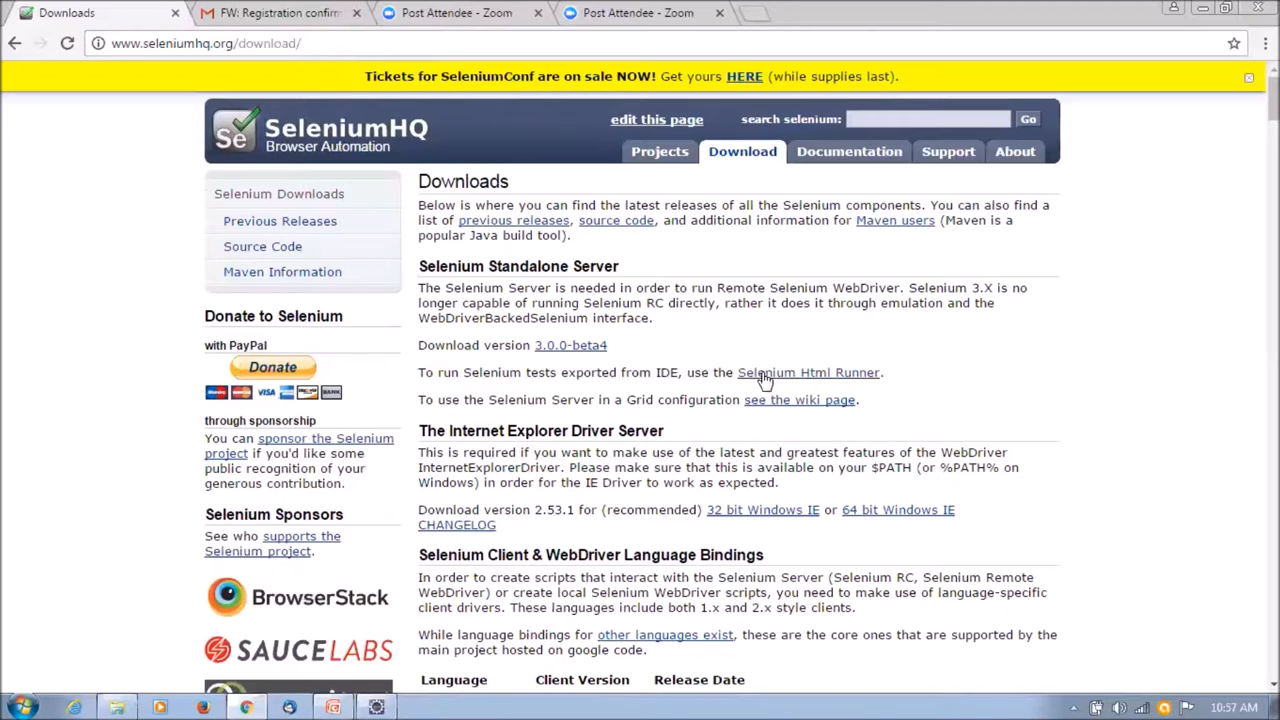 Downloads
FW: Registration confirm
Post Attendee - Zoom
Post Attendee - Zoom
www.seleniumhq.org/download/
Tickets for SeleniumConf are on sale NOW! Get yours HERE (while supplies last).
Se
SeleniumHQ
Browser Automation
edit this page
search selenium:
Go
Projects
Download
Documentation
Support
About
Selenium Downloads
Previous Releases
Source Code
Maven Information
Donate to Selenium
with PayPal
Donate
VISA
BANK
through sponsorship
You can sponsor the Selenium
project if you'd like some
public recognition of your
generous contribution.
Selenium Sponsors
See who supports the
Selenium project.
BrowserStack
SAUCELABS
Downloads
Below is where you can find the latest releases of all the Selenium components. You can also find a
list of previous releases, source code, and additional information for Maven users (Maven is a
popular Java build tool).
Selenium Standalone Server
The Selenium Server is needed in order to run Remote Selenium WebDriver. Selenium 3.X is no
longer capable of running Selenium RC directly, rather it does it through emulation and the
WebDriverBackedSelenium interface.
Download version 3.0.0-beta4
To run Selenium tests exported from IDE, use the Selenium Html Runner.
To use the Selenium Server in a Grid configuration see the wiki page.
The Internet Explorer Driver Server
This is required if you want to make use of the latest and greatest features of the WebDriver
InternetExplorerDriver. Please make sure that this is available on your $PATH (or %PATH% on
Windows) in order for the IE Driver to work as expected.
Download version 2.53.1 for (recommended) 32 bit Windows IE or 64 bit Windows IE
CHANGELOG
Selenium Client & WebDriver Language Bindings
In order to create scripts that interact with the Selenium Server (Selenium RC, Selenium Remote
WebDriver) or create local Selenium WebDriver scripts, you need to make use of language-specific
client drivers. These languages include both 1.x and 2.x style clients.
While language bindings for other languages exist, these are the core ones that are supported by the
main project hosted on google code.
Language Client Version Release Date
10:57 AM